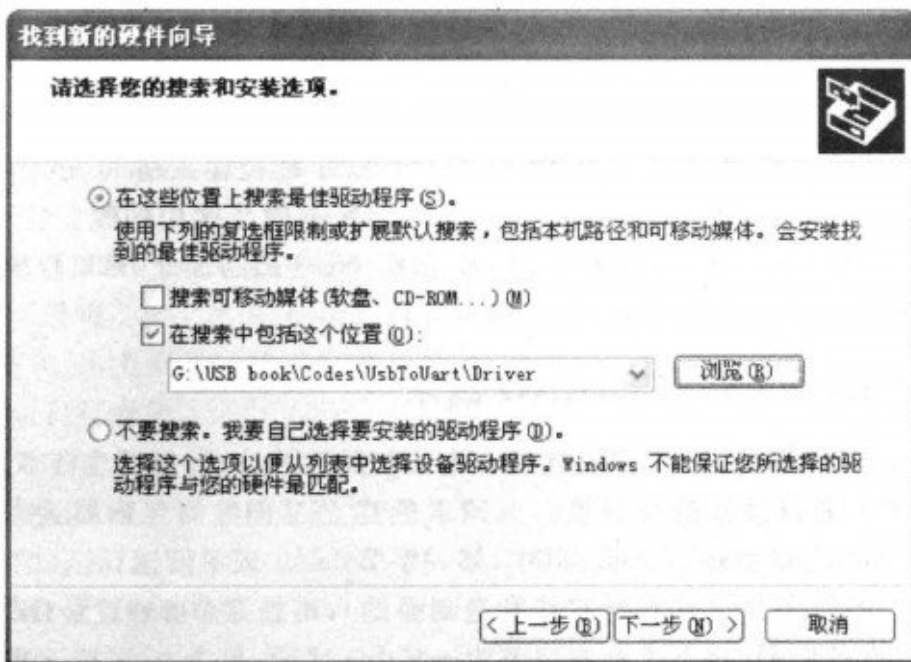 找到新的硬件向导
请选择您的搜索和安装选项。
在这些位置上搜索最佳驱动程序(S)。
使用下列的复选框限制或扩展默认搜索，包括本机路径和可移动媒体。会安装找
到的最佳驱动程序。
搜索可移动媒体(软盘、CD-ROM...)(M)
在搜索中包括这个位置(O):
G:\USB book\Codes\UsbToUart\Driver
浏览(R)
不要搜索。我要自己选择要安装的驱动程序(D)。
选择这个选项以便从列表中选择设备驱动程序。Windows 不能保证您所选择的驱
动程序与您的硬件最匹配。
< 上一步(B) 下一步(N) > 取消